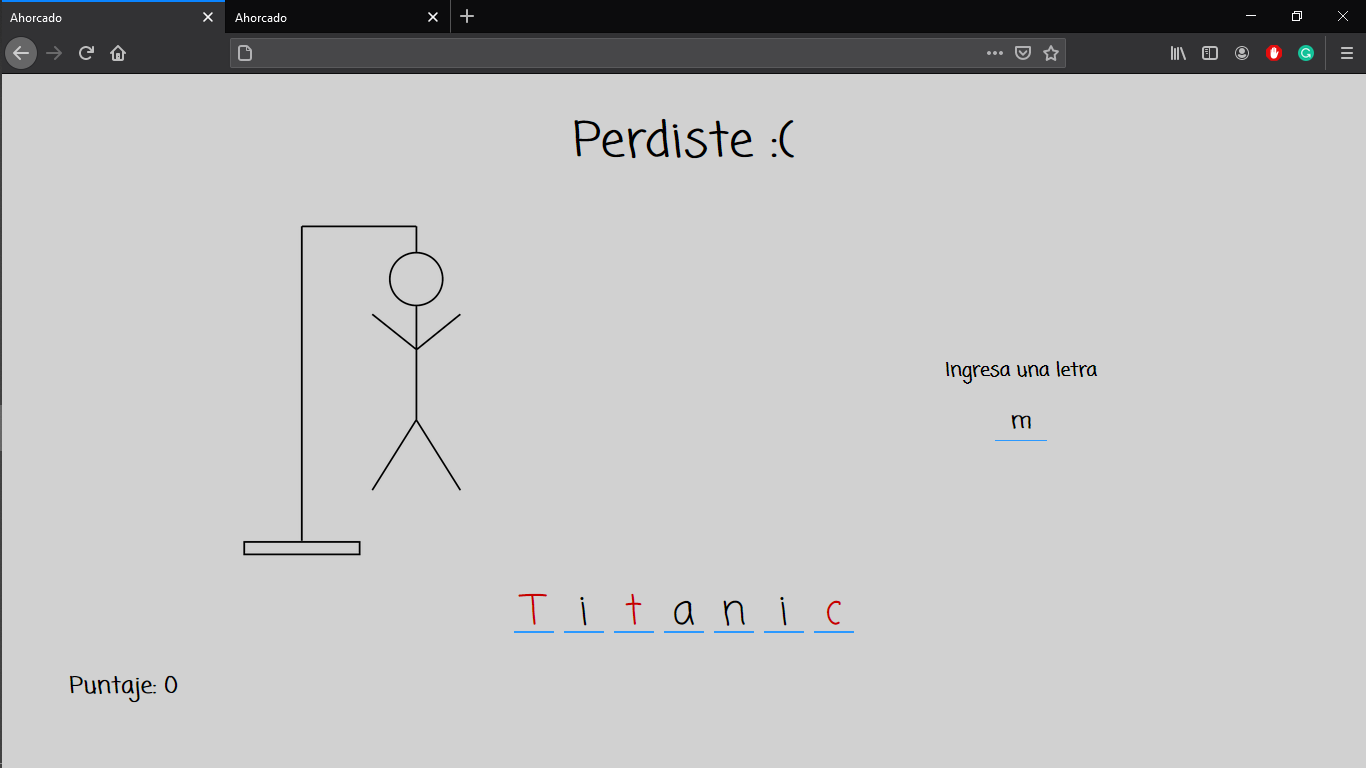 Ahorcado
Ahorcado
Perdiste :(
Ingresa una letra
m
T i t a n i c
Puntaje: 0